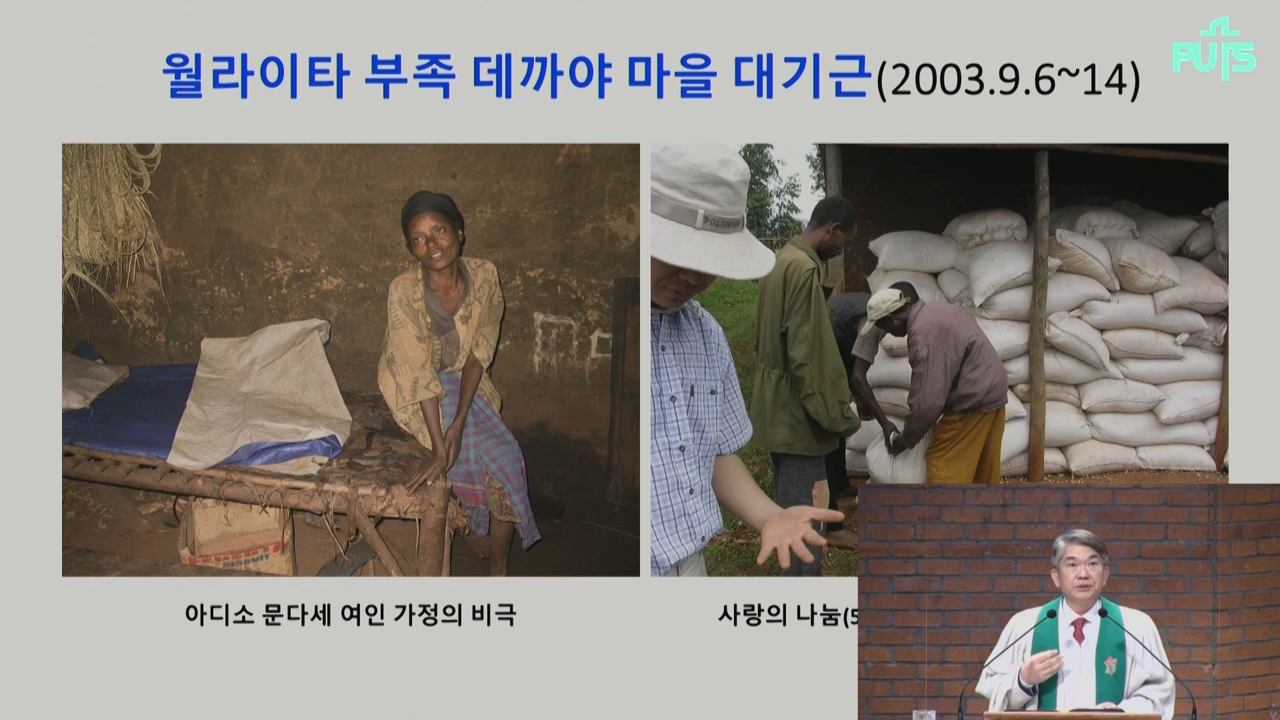 PUTS
월라이타 부족 데까야 마을 대기근(2003.9.6~14)
아디소 문다세 여인 가정의 비극
사랑의 나눔(5